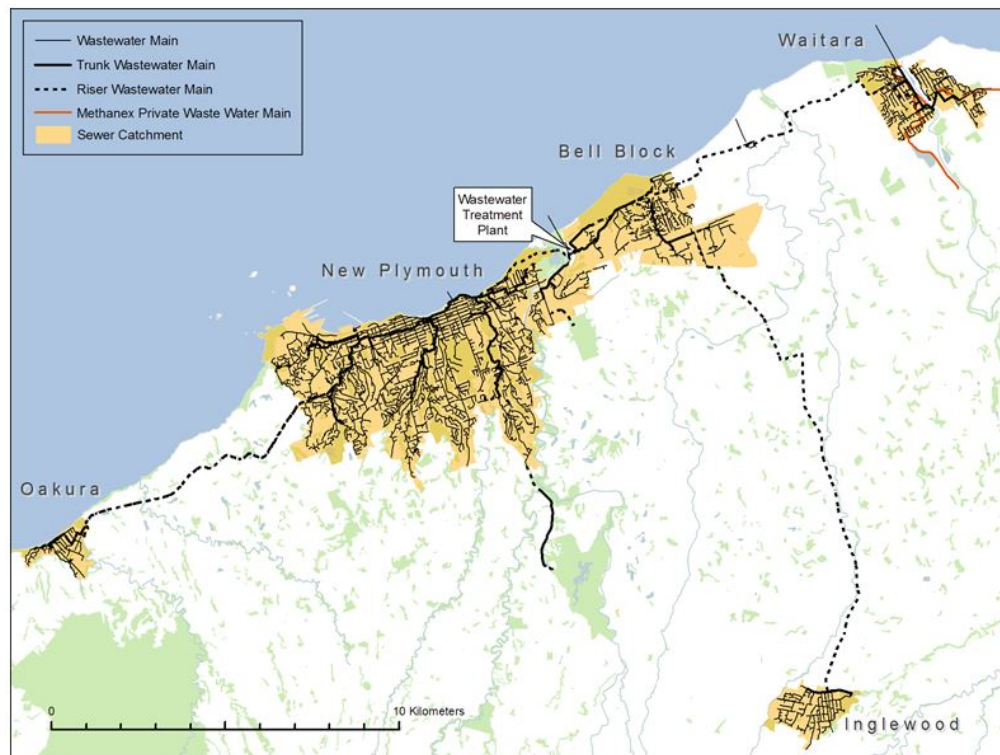 Wastewater Main
Trunk Wastewater Main
Riser Wastewater Main
Methanex Private Waste Water Main
Sewer Catchment
Waitara
Bell Block
Wastewater
Treatment
Plant
New Plymouth
Oakura
0
10 Kilometers
Inglewood